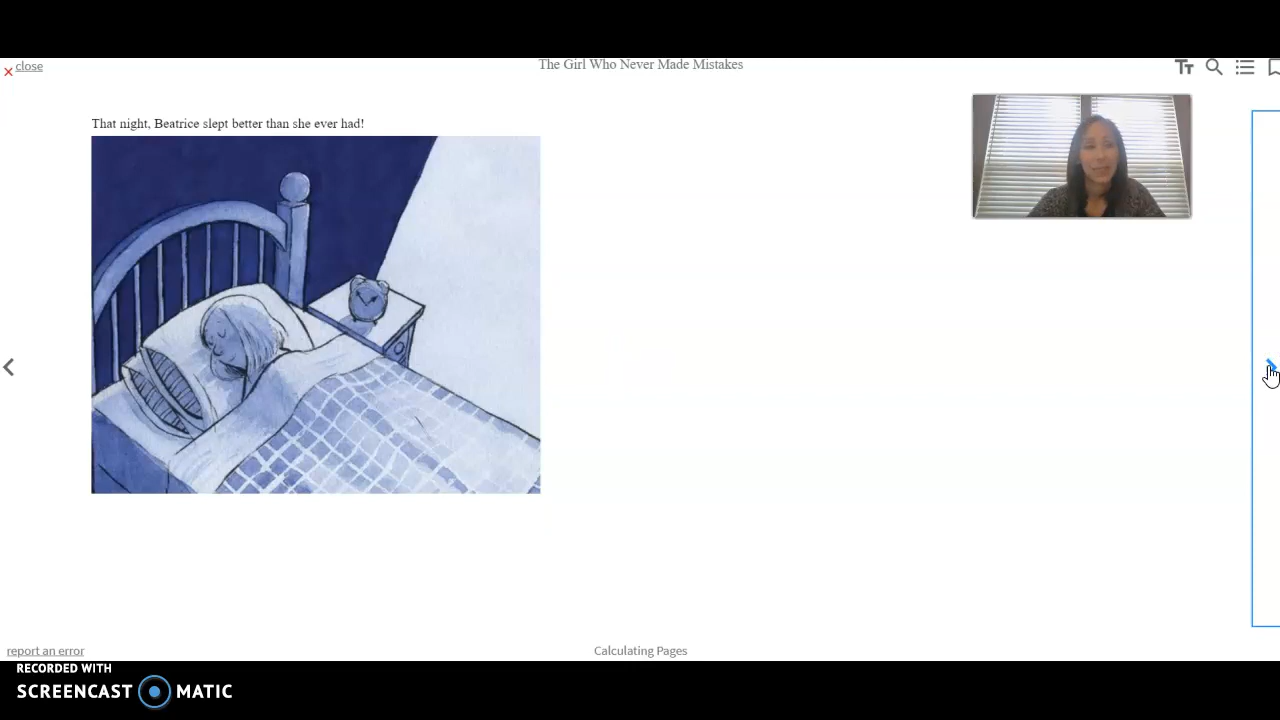 close
The Girl Who Never Made Mistakes
TT
That night, Beatrice slept better than she ever had!
report an error
Calculating Pages
RECORDED WITH
SCREENCAST MATIC